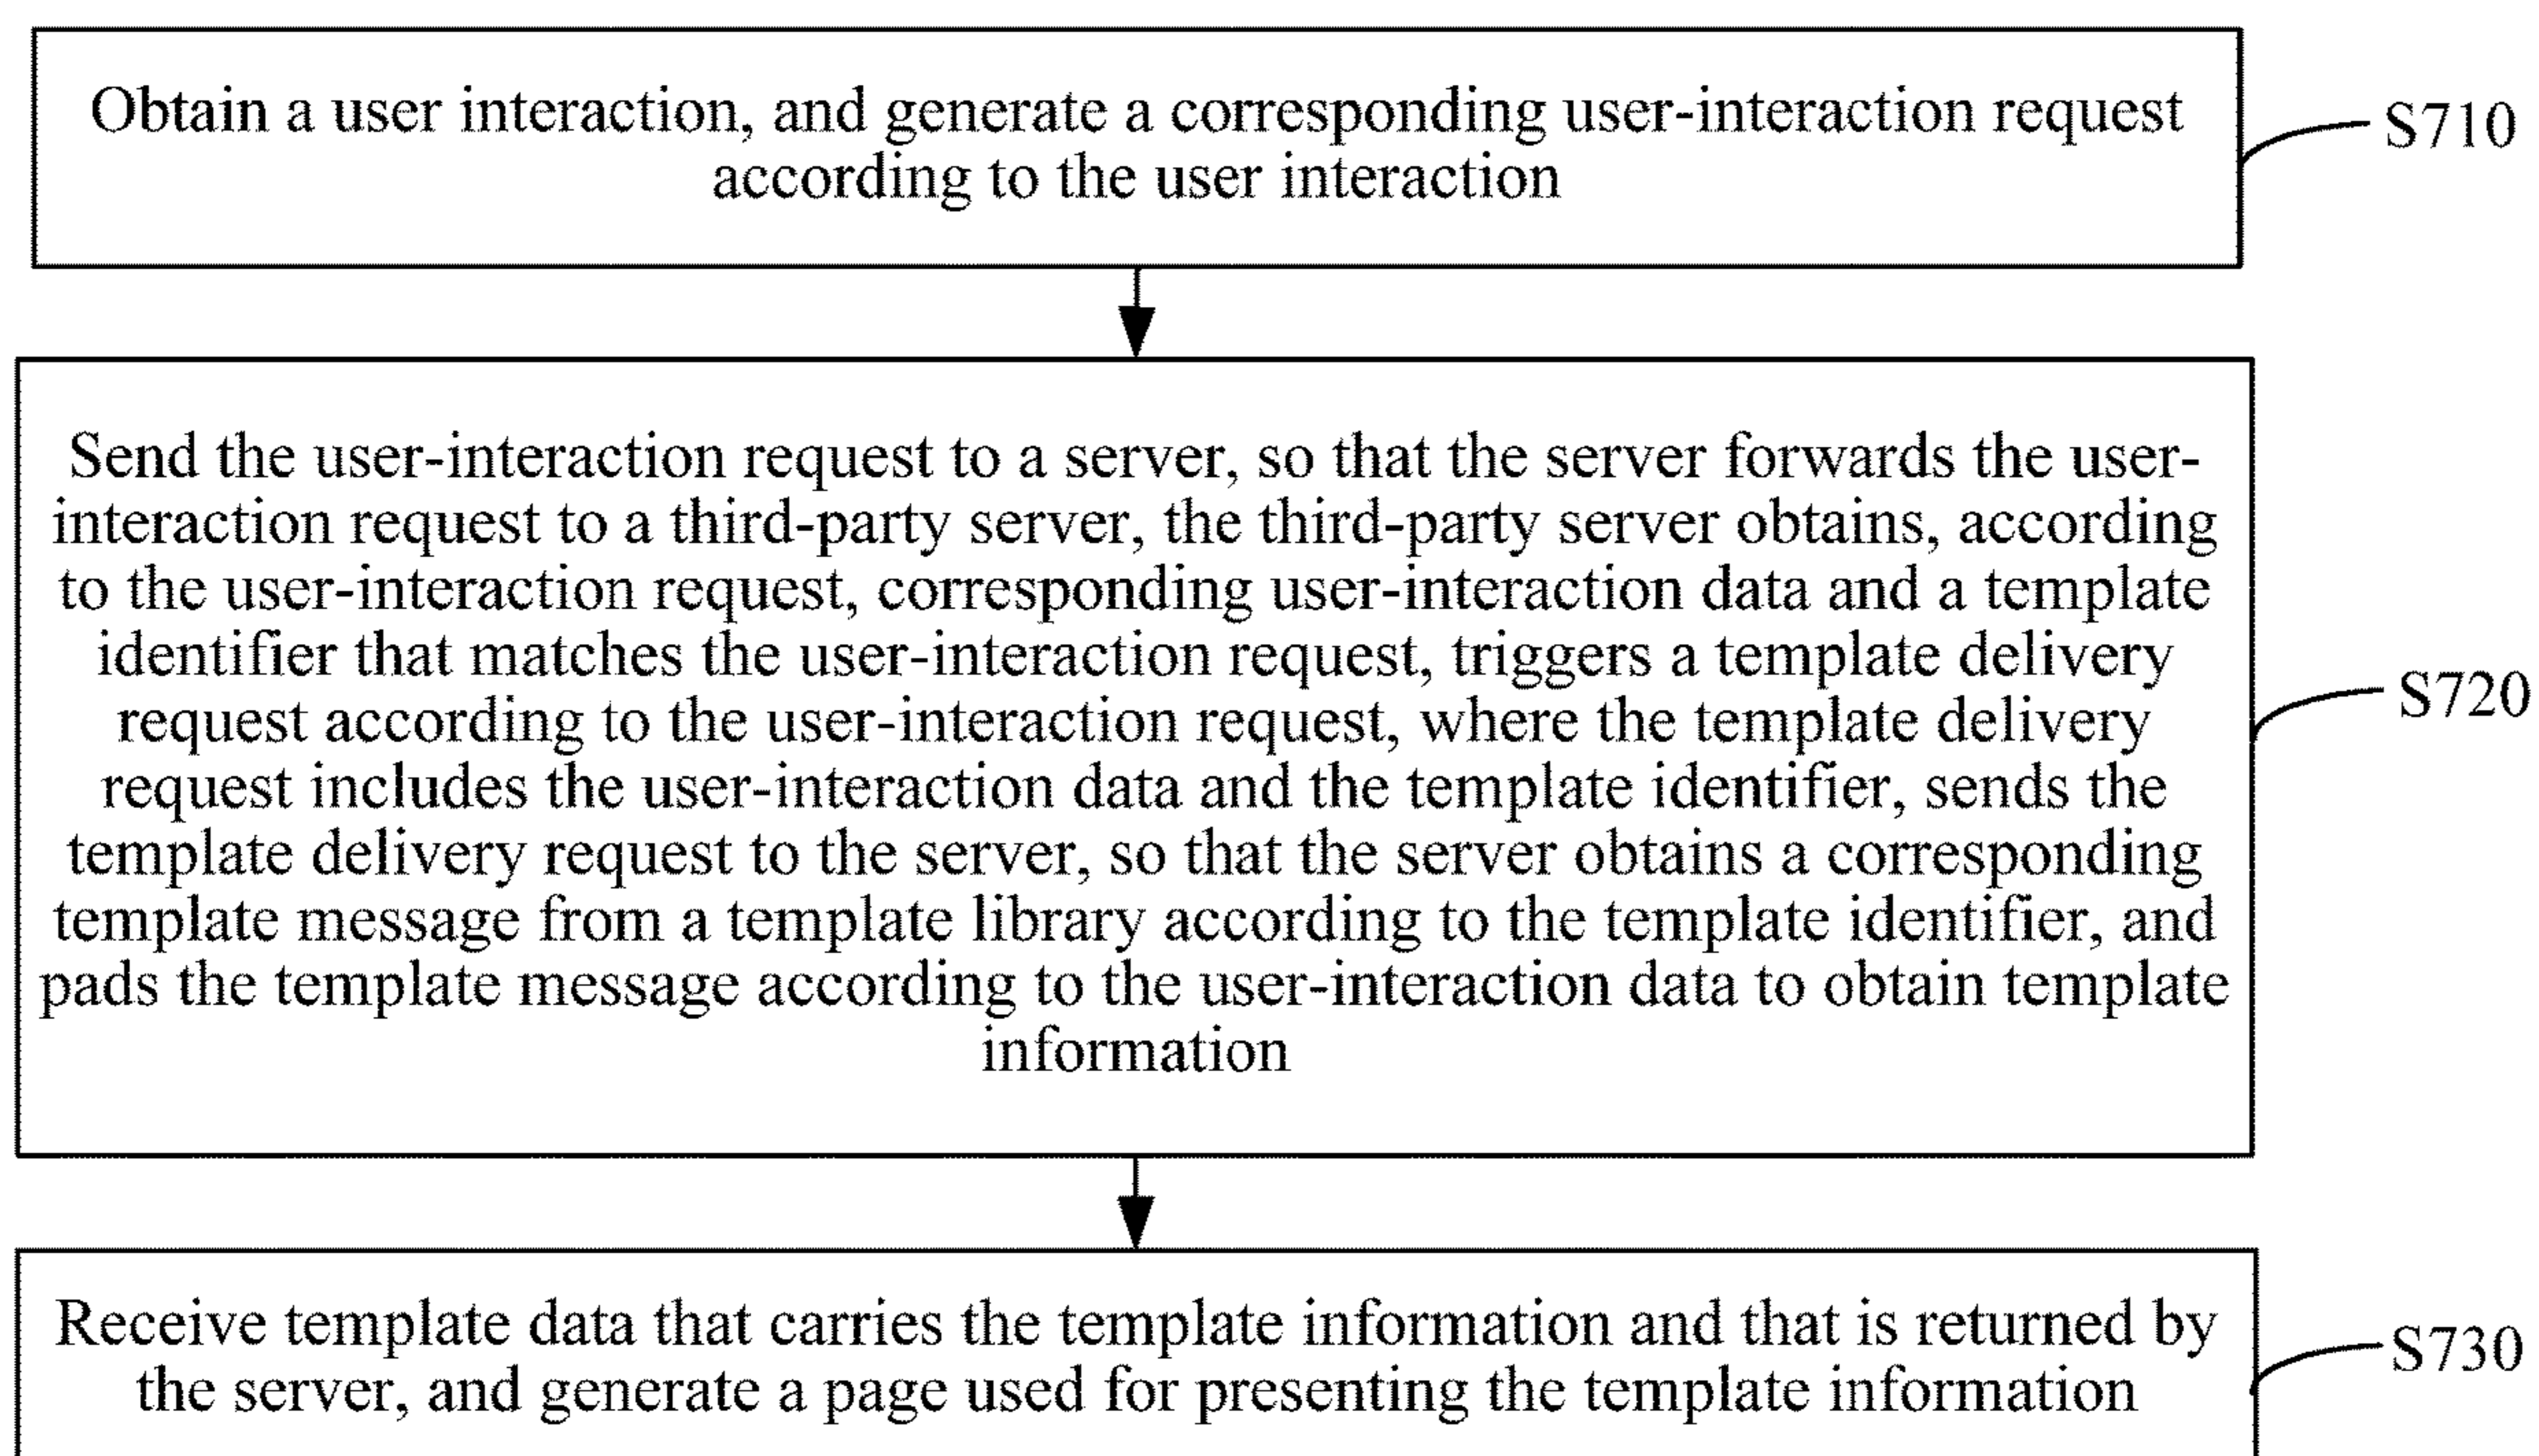 Obtain a user interaction, and generate a corresponding user-interaction request
according to the user interaction
S710
Send the user-interaction request to a server, so that the server forwards the user-
interaction request to a third-party server, the third-party server obtains, according
to the user-interaction request, corresponding user-interaction data and a template
identifier that matches the user-interaction request, triggers a template delivery
request according to the user-interaction request, where the template delivery
request includes the user-interaction data and the template identifier, sends the
template delivery request to the server, so that the server obtains a corresponding
template message from a template library according to the template identifier, and
pads the template message according to the user-interaction data to obtain template
information
S720
Receive template data that carries the template information and that is returned by
the server, and generate a page used for presenting the template information
S730